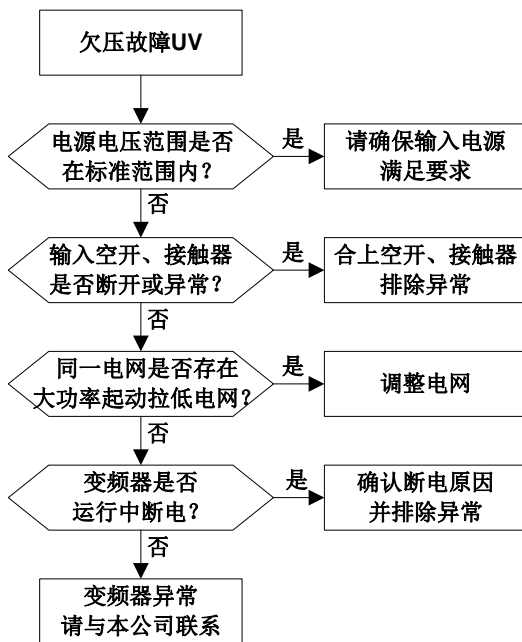 欠压故障UV
电源电压范围是否
在标准范围内？
是
请确保输入电源
满足要求
否
输入空开、接触器
是否断开或异常？
是
合上空开、接触器
排除异常
否
同一电网是否存在
大功率起动拉低电网？
是
调整电网
否
变频器是否
运行中断电？
是
确认断电原因
并排除异常
否
变频器异常
请与本公司联系